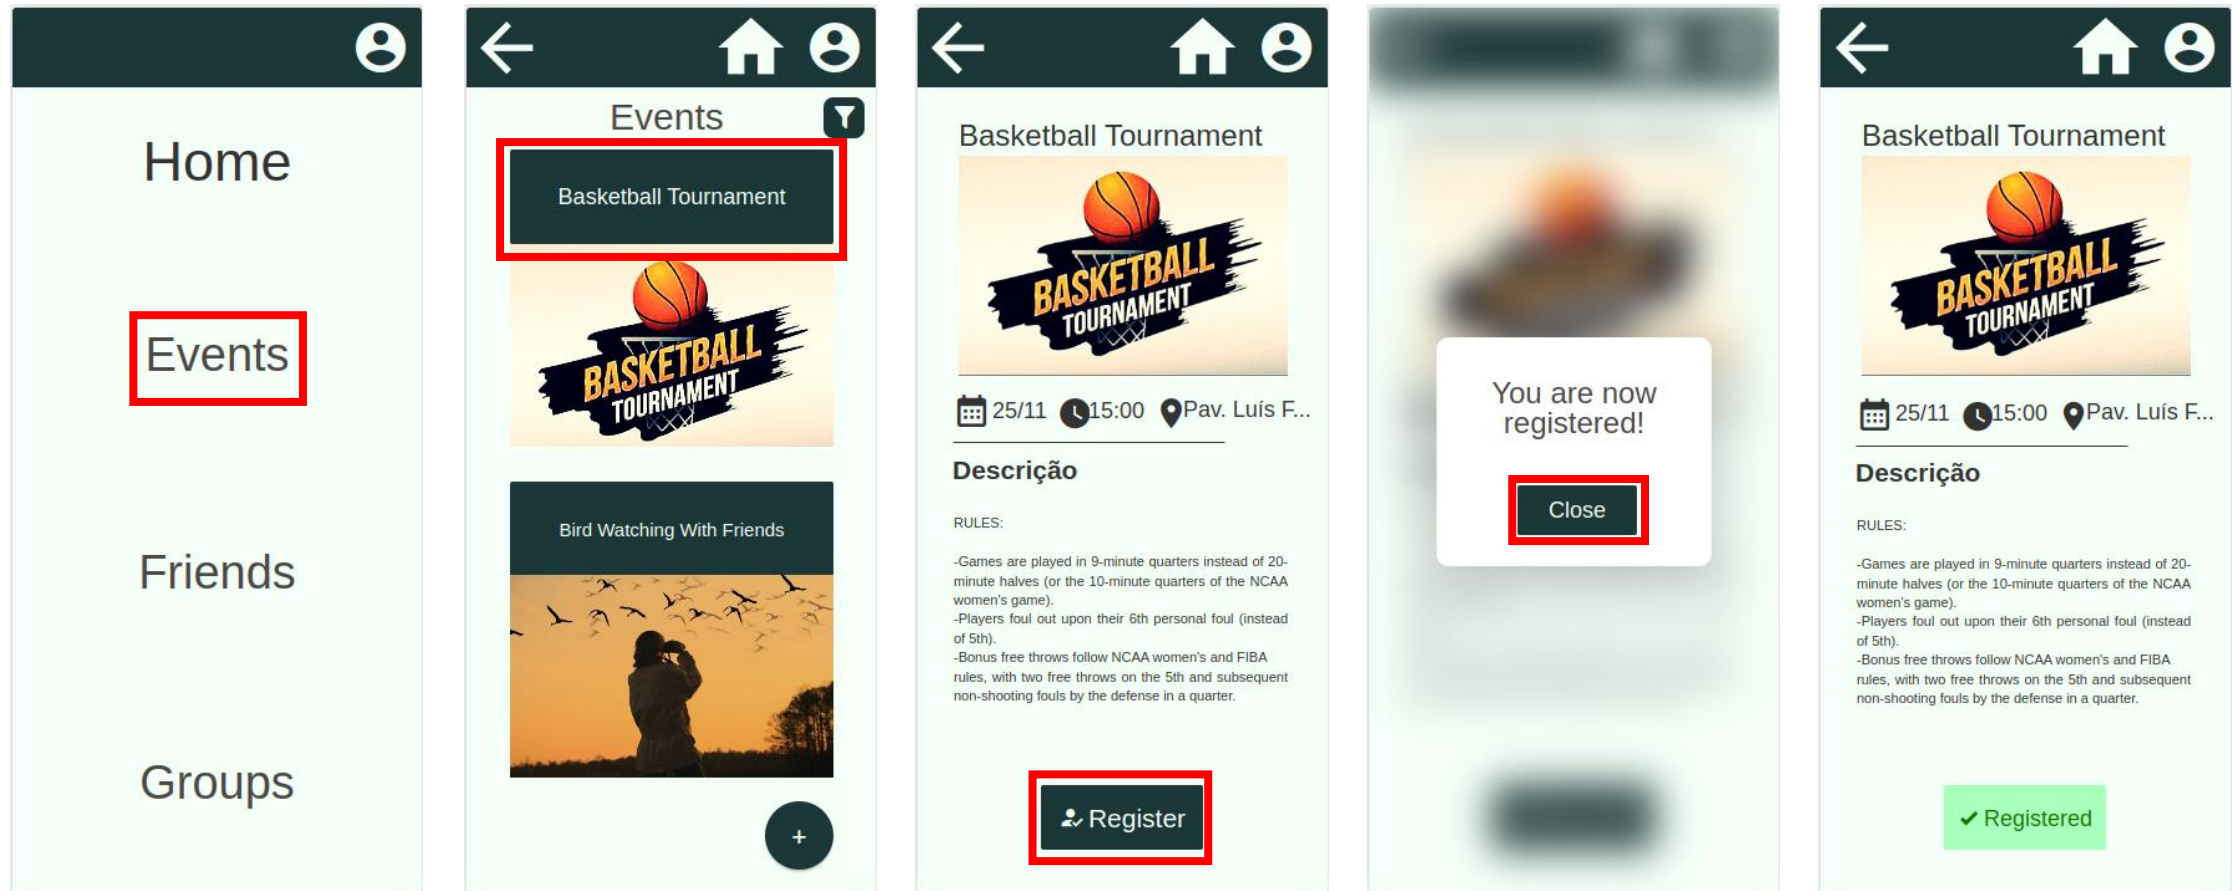 Home
Events
Friends
Groups
Events
Basketball Tournament
BASKETBALL
TOURNAMENT
Bird Watching With Friends
+
Basketball Tournament
BASKETBALL
TOURNAMENT
25/11 15:00 Pav. Luís F...
Descrição
RULES:
-Games are played in 9-minute quarters instead of 20-
minute halves (or the 10-minute quarters of the NCAA
women's game).
-Players foul out upon their 6th personal foul (instead
of 5th).
-Bonus free throws follow NCAA women's and FIBA
rules, with two free throws on the 5th and subsequent
non-shooting fouls by the defense in a quarter.
Register
You are now
registered!
Close
Basketball Tournament
BASKETBALL
TOURNAMENT
25/11 15:00 Pav. Luís F...
Descrição
RULES:
-Games are played in 9-minute quarters instead of 20-
minute halves (or the 10-minute quarters of the NCAA
women's game).
-Players foul out upon their 6th personal foul (instead
of 5th).
-Bonus free throws follow NCAA women's and FIBA
rules, with two free throws on the 5th and subsequent
non-shooting fouls by the defense in a quarter.
Registered